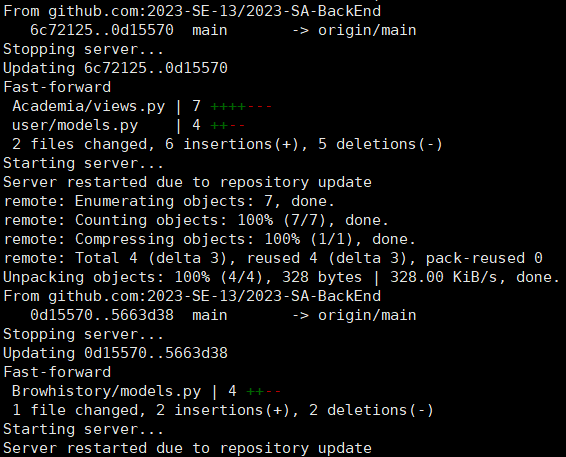 From github.com:2023-SE-13/2023-SA-BackEnd
   6c72125..0d15570  main       -> origin/main
Stopping server...
Updating 6c72125..0d15570
Fast-forward
 Academia/views.py | 7 ++++---
 user/models.py    | 4 ++--
 2 files changed, 6 insertions(+), 5 deletions(-)
Starting server...
Server restarted due to repository update
remote: Enumerating objects: 7, done.
remote: Counting objects: 100% (7/7), done.
remote: Compressing objects: 100% (1/1), done.
remote: Total 4 (delta 3), reused 4 (delta 3), pack-reused 0
Unpacking objects: 100% (4/4), 328 bytes | 328.00 KiB/s, done.
From github.com:2023-SE-13/2023-SA-BackEnd
   0d15570..5663d38  main       -> origin/main
Stopping server...
Updating 0d15570..5663d38
Fast-forward
 Browhistory/models.py | 4 ++--
 1 file changed, 2 insertions(+), 2 deletions(-)
Starting server...
Server restarted due to repository update